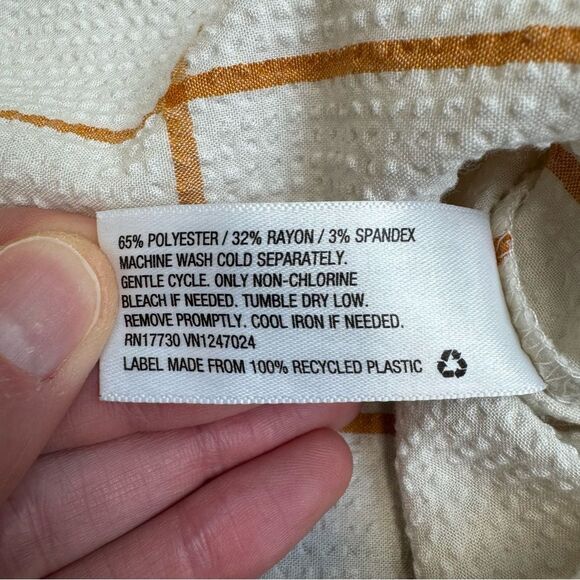 65% POLYESTER / 32% RAYON / 3% SPANDEX
MACHINE WASH COLD SEPARATELY.
GENTLE CYCLE. ONLY NON-CHLORINE
BLEACH IF NEEDED. TUMBLE DRY LOW.
REMOVE PROMPTLY. COOL IRON IF NEEDED.
RN17730 VN1247024
LABEL MADE FROM 100% RECYCLED PLASTIC